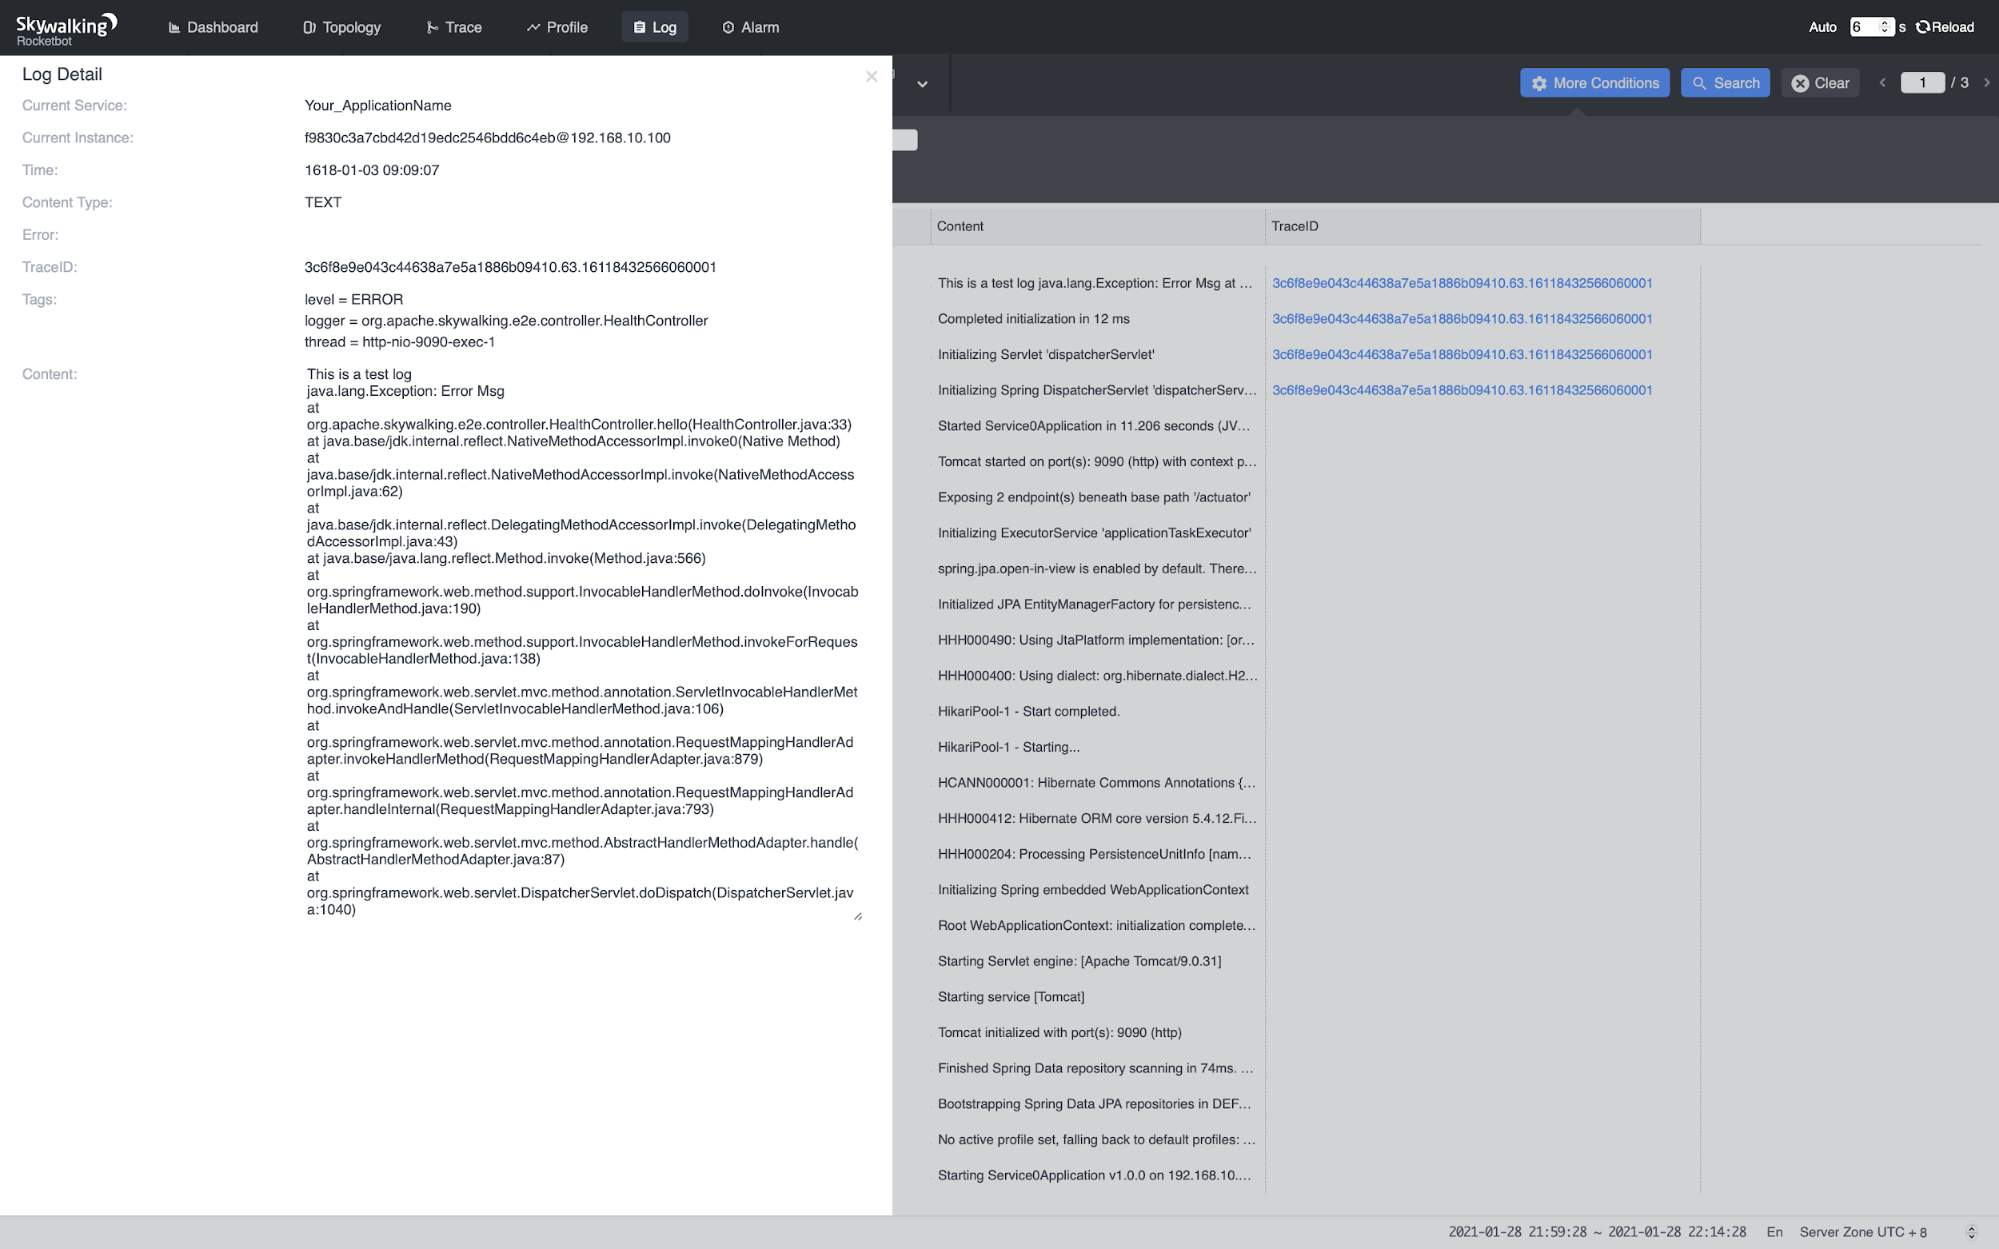 Skywalking
Rocketbot
Dashboard
Topology
Trace
Profile
Log
Alarm
Auto 6 s Reload
Log Detail
More Conditions
Search
Clear
1 / 3
Current Service: Your_ApplicationName
Current Instance: f9830c3a7cbd42d19edc2546bdd6c4eb@192.168.10.100
Time: 1618-01-03 09:09:07
Content Type: TEXT
Error:
TraceID: 3c6f8e9e043c44638a7e5a1886b09410.63.16118432566060001
Tags: level = ERROR
logger = org.apache.skywalking.e2e.controller.HealthController
thread = http-nio-9090-exec-1
Content: This is a test log
java.lang.Exception: Error Msg
at
org.apache.skywalking.e2e.controller.HealthController.hello(HealthController.java:33)
at java.base/jdk.internal.reflect.NativeMethodAccessorImpl.invoke0(Native Method)
at
java.base/jdk.internal.reflect.NativeMethodAccessorImpl.invoke(NativeMethodAccess
orImpl.java:62)
at
java.base/jdk.internal.reflect.DelegatingMethodAccessorImpl.invoke(DelegatingMetho
dAccessorImpl.java:43)
at java.base/java.lang.reflect.Method.invoke(Method.java:566)
at
org.springframework.web.method.support.InvocableHandlerMethod.doInvoke(Invocab
leHandlerMethod.java:190)
at
org.springframework.web.method.support.InvocableHandlerMethod.invokeForReques
t(InvocableHandlerMethod.java:138)
at
org.springframework.web.servlet.mvc.method.annotation.ServletInvocableHandlerMet
hod.invokeAndHandle(ServletInvocableHandlerMethod.java:106)
at
org.springframework.web.servlet.mvc.method.annotation.RequestMappingHandlerAd
apter.invokeHandlerMethod(RequestMappingHandlerAdapter.java:879)
at
org.springframework.web.servlet.mvc.method.annotation.RequestMappingHandlerAd
apter.handleInternal(RequestMappingHandlerAdapter.java:793)
at
org.springframework.web.servlet.mvc.method.AbstractHandlerMethodAdapter.handle(
AbstractHandlerMethodAdapter.java:87)
at
org.springframework.web.servlet.DispatcherServlet.doDispatch(DispatcherServlet.jav
a:1040)
Content TraceID
This is a test log java.lang.Exception: Error Msg at ... 3c6f8e9e043c44638a7e5a1886b09410.63.16118432566060001
Completed initialization in 12 ms 3c6f8e9e043c44638a7e5a1886b09410.63.16118432566060001
Initializing Servlet 'dispatcherServlet' 3c6f8e9e043c44638a7e5a1886b09410.63.16118432566060001
Initializing Spring DispatcherServlet 'dispatcherServ... 3c6f8e9e043c44638a7e5a1886b09410.63.16118432566060001
Started Service0Application in 11.206 seconds (JV...
Tomcat started on port(s): 9090 (http) with context p...
Exposing 2 endpoint(s) beneath base path '/actuator'
Initializing ExecutorService 'applicationTaskExecutor'
spring.jpa.open-in-view is enabled by default. There...
Initialized JPA EntityManagerFactory for persistenc...
HHH000490: Using JtaPlatform implementation: [or...
HHH000400: Using dialect: org.hibernate.dialect.H2...
HikariPool-1 - Start completed.
HikariPool-1 - Starting...
HCANN000001: Hibernate Commons Annotations {...
HHH000412: Hibernate ORM core version 5.4.12.Fi...
HHH000204: Processing PersistenceUnitInfo [nam...
Initializing Spring embedded WebApplicationContext
Root WebApplicationContext: initialization complete...
Starting Servlet engine: [Apache Tomcat/9.0.31]
Starting service [Tomcat]
Tomcat initialized with port(s): 9090 (http)
Finished Spring Data repository scanning in 74ms. ...
Bootstrapping Spring Data JPA repositories in DEF...
No active profile set, falling back to default profiles: ...
Starting Service0Application v1.0.0 on 192.168.10....
2021-01-28 21:59:28 ~ 2021-01-28 22:14:28 En Server Zone UTC + 8